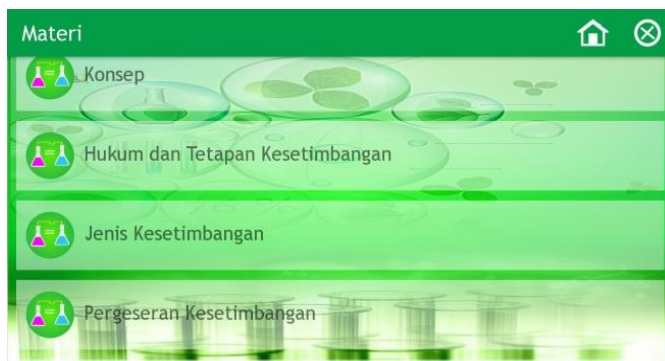 Materi
Konsep
Hukum dan Tetapan Kesetimbangan
Jenis Kesetimbangan
Pergeseran Kesetimbangan